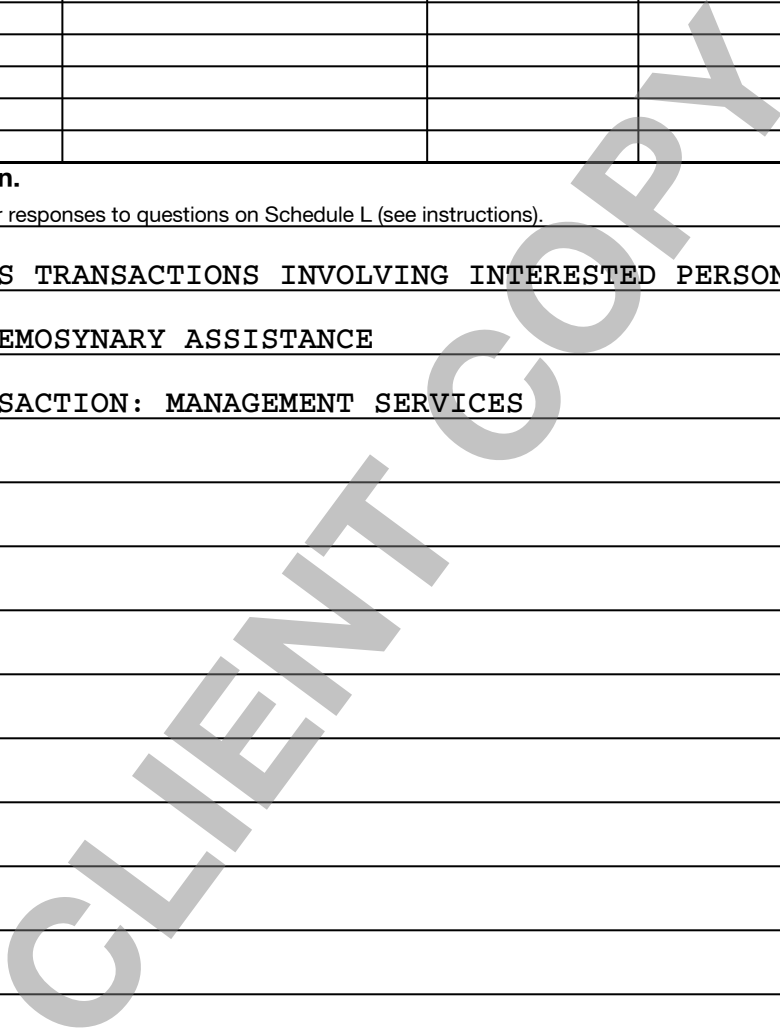 n.
r responses to questions on Schedule L (see instructions).
S TRANSACTIONS INVOLVING INTERESTED PERSON
EMOSYNARY ASSISTANCE
SACTION: MANAGEMENT SERVICES
CLIENT COPY